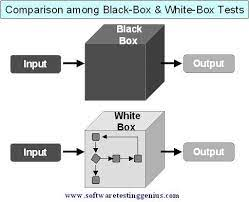 Comparison among Black-Box & White-Box Tests
Black
Box
Input
Output
White
Box
Input
Output
www.softwaretestinggenius.com